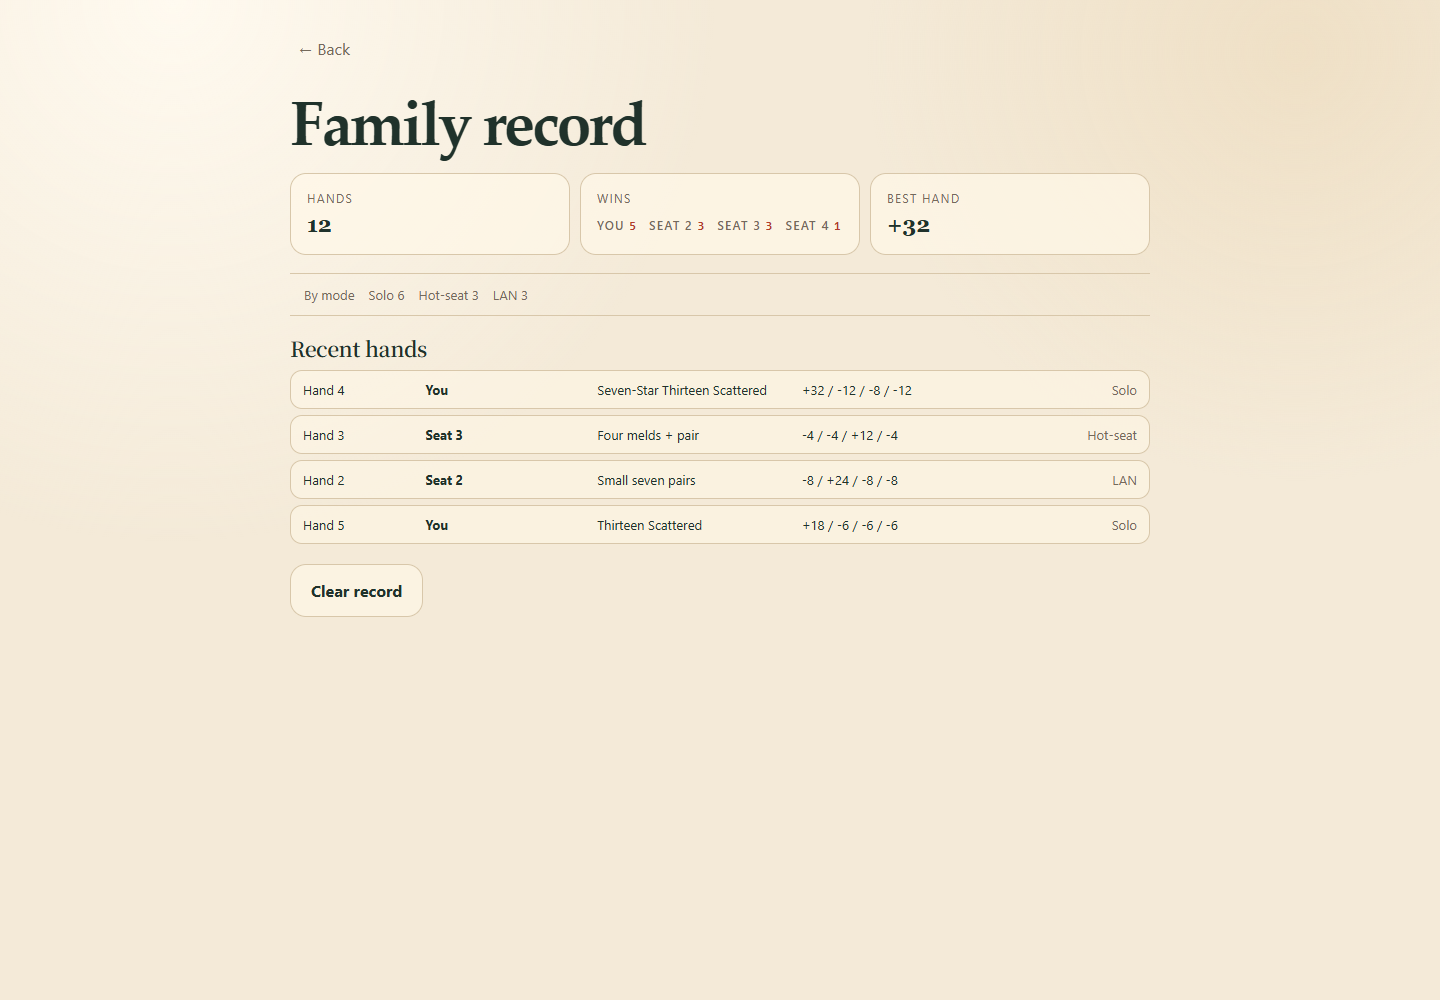 ← Back
Family record
HANDS
12
WINS
YOU 5 SEAT 2 3 SEAT 3 3 SEAT 4 1
BEST HAND
+32
By mode Solo 6 Hot-seat 3 LAN 3
Recent hands
Hand 4 You Seven-Star Thirteen Scattered +32 / -12 / -8 / -12 Solo
Hand 3 Seat 3 Four melds + pair -4 / -4 / +12 / -4 Hot-seat
Hand 2 Seat 2 Small seven pairs -8 / +24 / -8 / -8 LAN
Hand 5 You Thirteen Scattered +18 / -6 / -6 / -6 Solo
Clear record